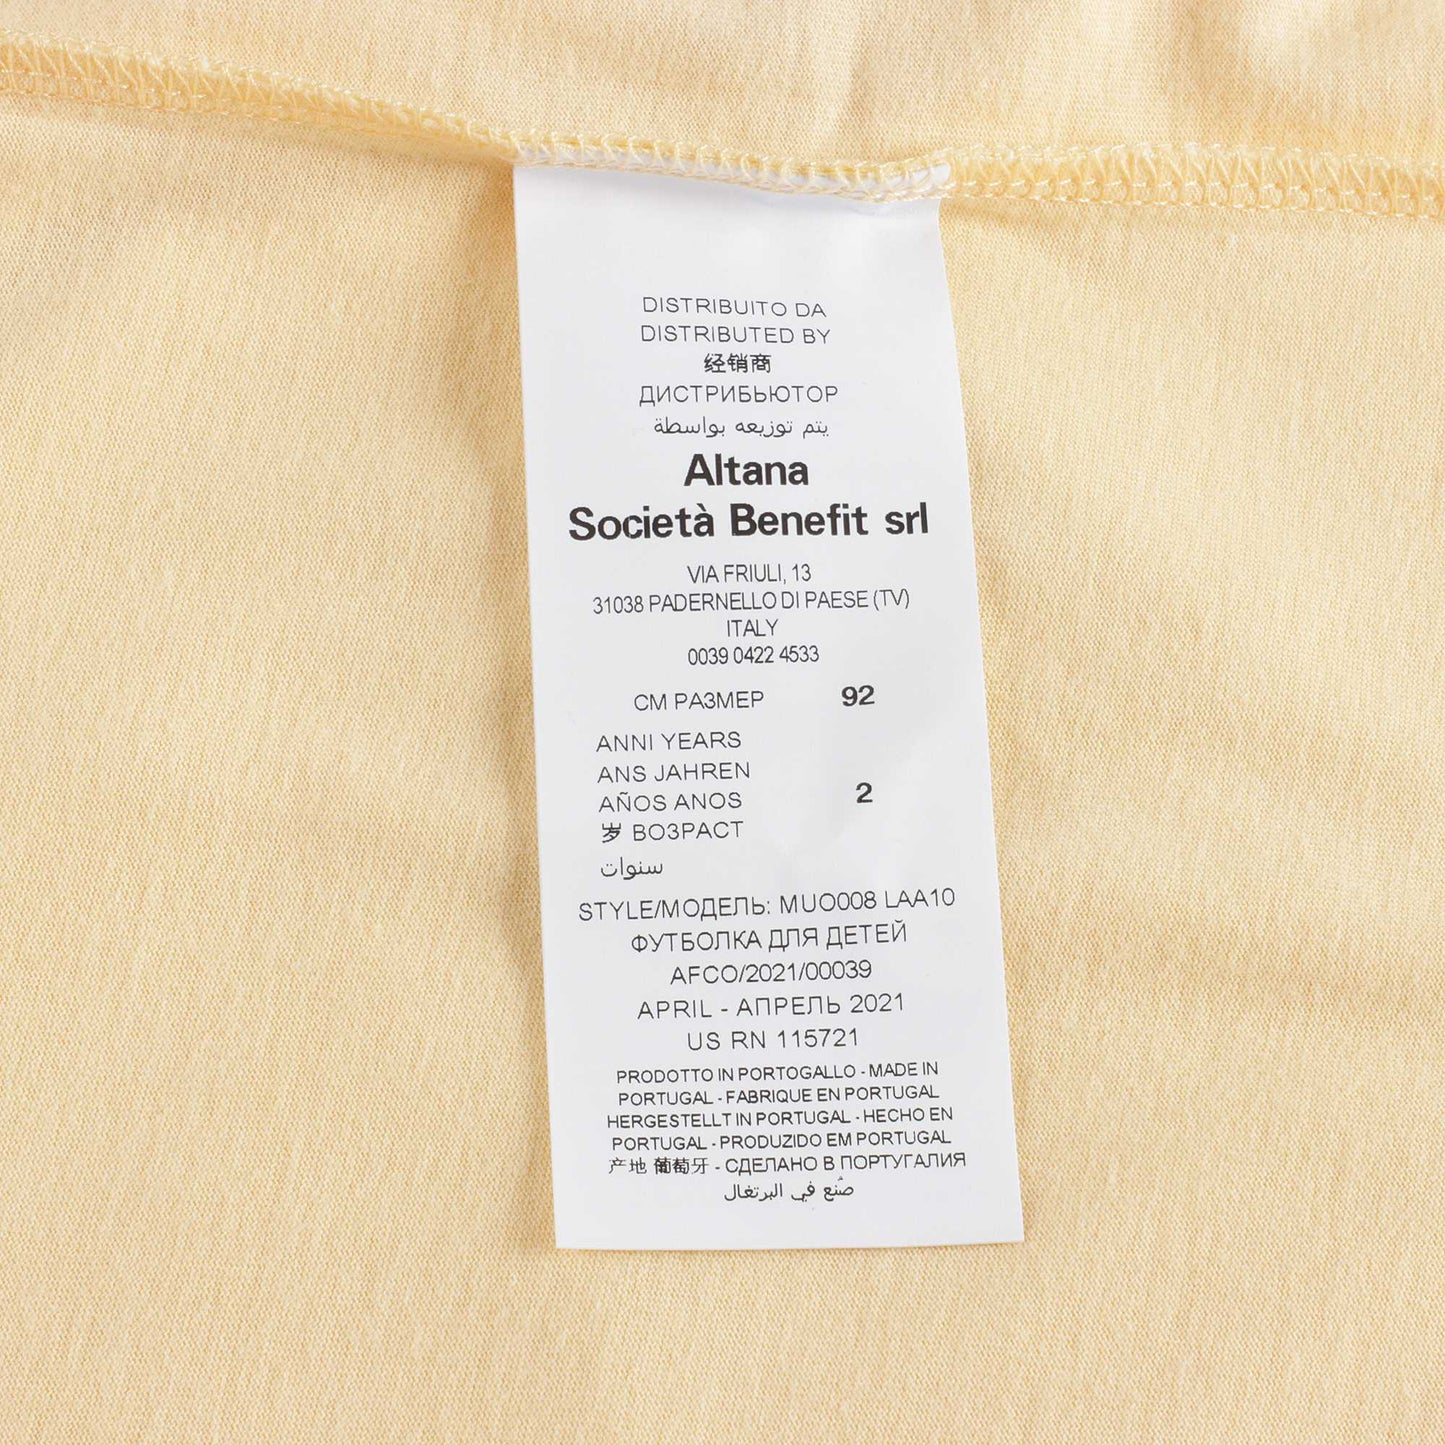 DISTRIBUITO DA
DISTRIBUTED BY
经销商
ДИСТРИБЬЮТОР
يتم توزيعه بواسطة
Altana
Società Benefit srl
VIA FRIULI, 13
31038 PADERNELLO DI PAESE (TV)
ITALY
0039 0422 4533
СМ РАЗМЕР 92
ANNI YEARS
ANS JAHREN
AÑOS ANOS 2
岁 ВОЗРАСТ
سنوات
STYLE/МОДЕЛЬ: MUO008 LAA10
ФУТБОЛКА ДЛЯ ДЕТЕЙ
AFCO/2021/00039
APRIL - АПРЕЛЬ 2021
US RN 115721
PRODOTTO IN PORTOGALLO - MADE IN
PORTUGAL - FABRIQUE EN PORTUGAL
HERGESTELLT IN PORTUGAL - HECHO EN
PORTUGAL - PRODUZIDO EM PORTUGAL
产地 葡萄牙 - СДЕЛАНО В ПОРТУГАЛИЯ
صُنع في البرتغال